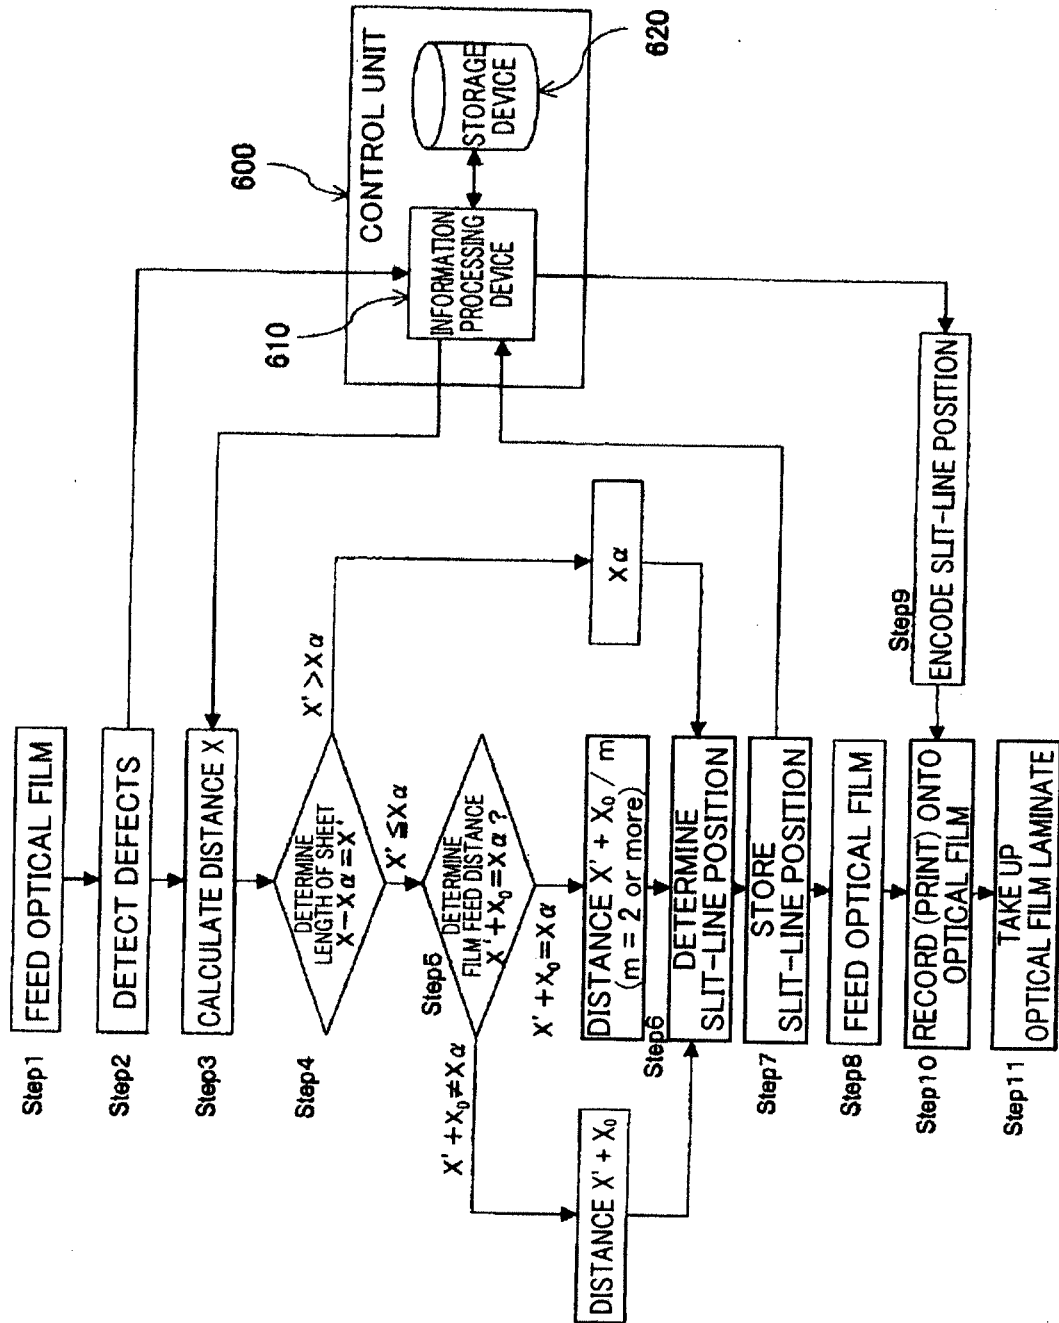 Step1
FEED OPTICAL FILM
Step2
DETECT DEFECTS
Step3
CALCULATE DISTANCE X
Step4
DETERMINE
LENGTH OF SHEET
X－Xα＝X'
X'＞Xα
X'≦Xα
Xα
Step5
DETERMINE
FILM FEED DISTANCE
X'＋X₀＝Xα？
X'＋X₀≠Xα
X'＋X₀＝Xα
DISTANCE X'＋X₀
DISTANCE X'＋X₀／m
(m = 2 or more)
Step6
DETERMINE
SLIT-LINE POSITION
Step7
STORE
SLIT-LINE POSITION
Step8
FEED OPTICAL FILM
Step9
ENCODE SLIT-LINE POSITION
Step10
RECORD (PRINT) ONTO
OPTICAL FILM
Step11
TAKE UP
OPTICAL FILM LAMINATE
600
CONTROL UNIT
610
INFORMATION
PROCESSING
DEVICE
620
STORAGE
DEVICE